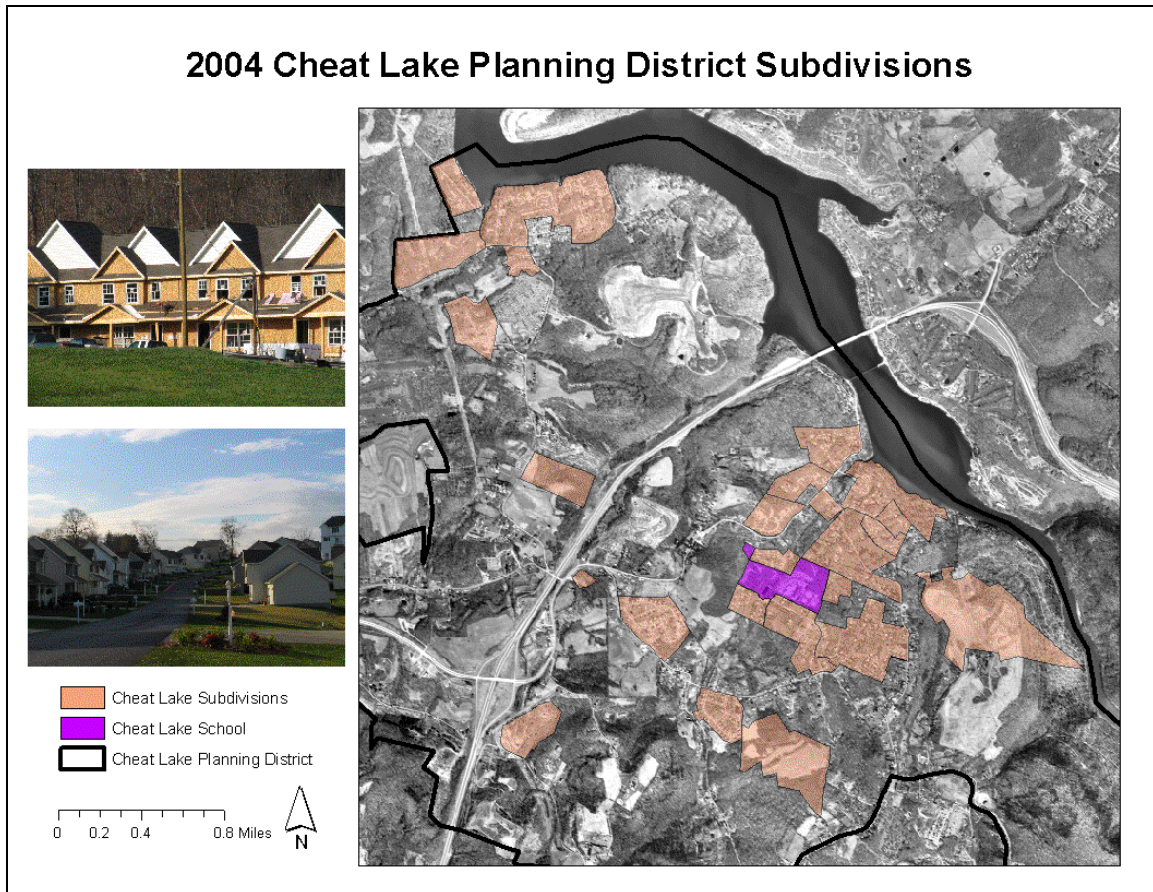 2004 Cheat Lake Planning District Subdivisions
Cheat Lake Subdivisions
Cheat Lake School
Cheat Lake Planning District
0 0.2 0.4 0.8 Miles
N